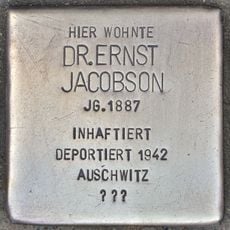 HIER WOHNTE
DR. ERNST
JACOBSON
JG. 1887
INHAFTIERT
DEPORTIERT 1942
AUSCHWITZ
???